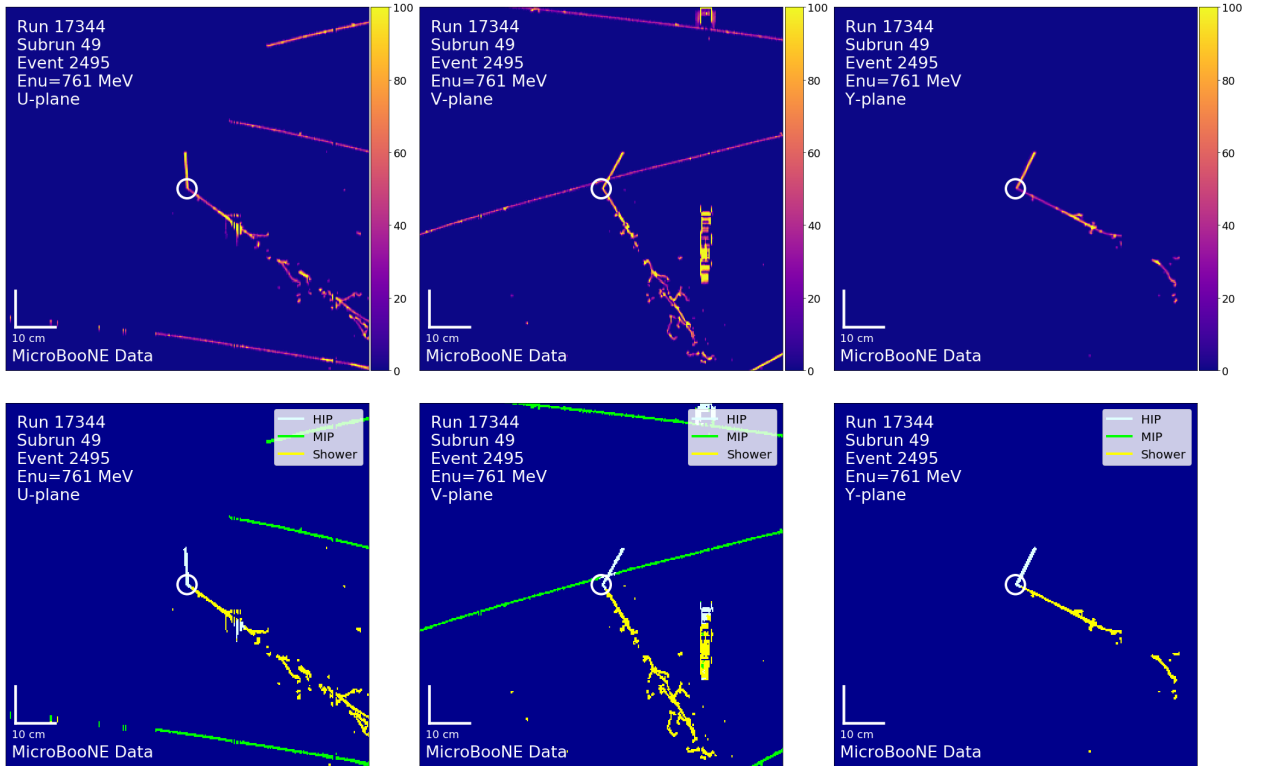 Run 17344
Subrun 49
Event 2495
Enu=761 MeV
U-plane
10 cm
MicroBooNE Data
100
80
60
40
20
0
Run 17344
Subrun 49
Event 2495
Enu=761 MeV
V-plane
10 cm
MicroBooNE Data
100
80
60
40
20
0
Run 17344
Subrun 49
Event 2495
Enu=761 MeV
Y-plane
10 cm
MicroBooNE Data
100
80
60
40
20
0
Run 17344
Subrun 49
Event 2495
Enu=761 MeV
U-plane
HIP
MIP
Shower
10 cm
MicroBooNE Data
Run 17344
Subrun 49
Event 2495
Enu=761 MeV
V-plane
HIP
MIP
Shower
10 cm
MicroBooNE Data
Run 17344
Subrun 49
Event 2495
Enu=761 MeV
Y-plane
HIP
MIP
Shower
10 cm
MicroBooNE Data